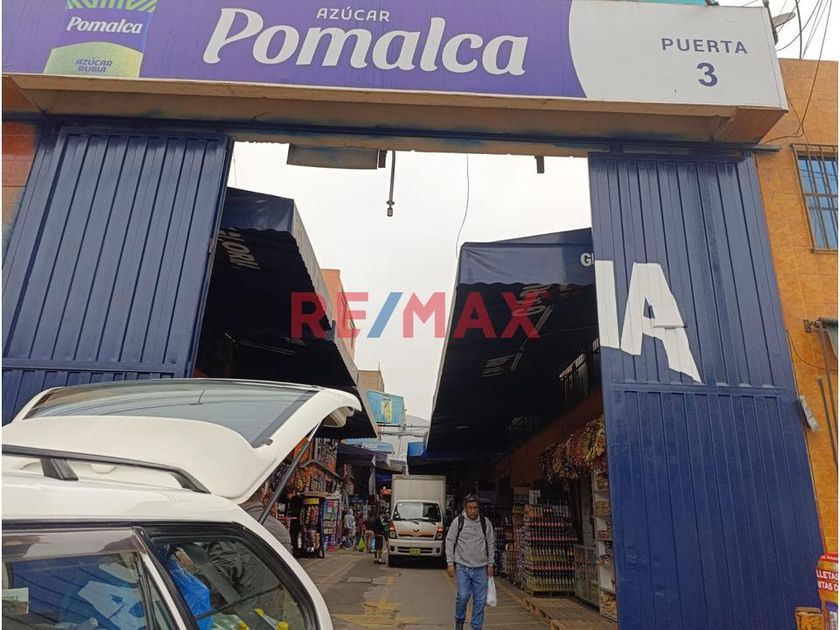 Pomalca
AZÚCAR
RUBIA
AZÚCAR
Pomalca
PUERTA
3
RE/MAX
IA